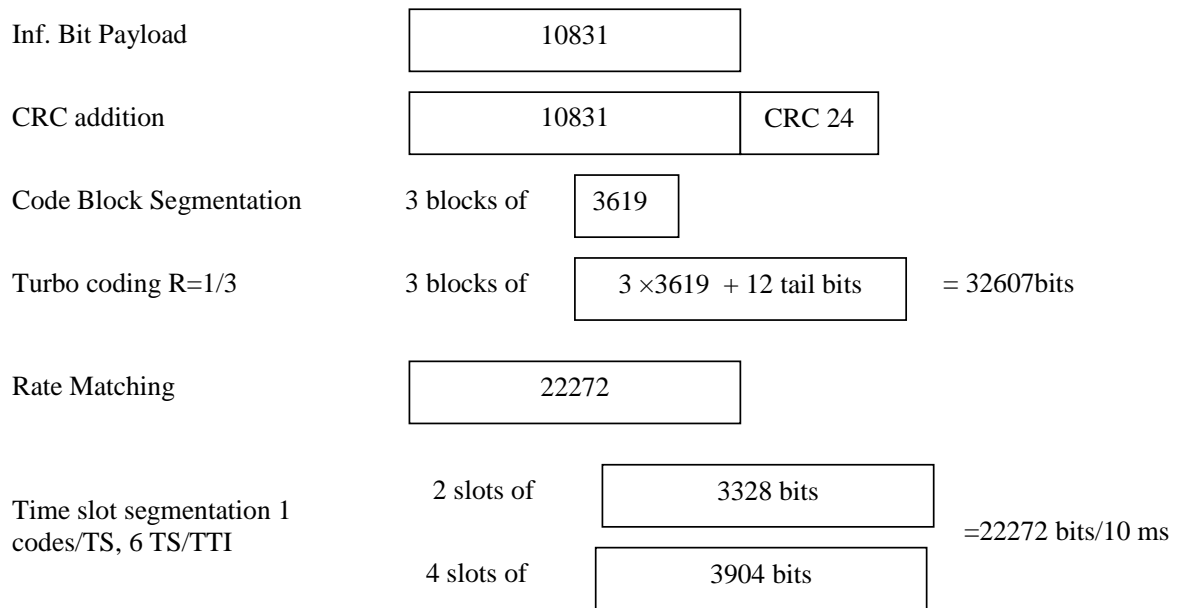 Inf. Bit Payload 10831
CRC addition 10831 CRC 24
Code Block Segmentation 3 blocks of 3619
Turbo coding R=1/3 3 blocks of 3 ×3619 + 12 tail bits = 32607bits
Rate Matching 22272
2 slots of 3328 bits
Time slot segmentation 1
codes/TS, 6 TS/TTI =22272 bits/10 ms
4 slots of 3904 bits